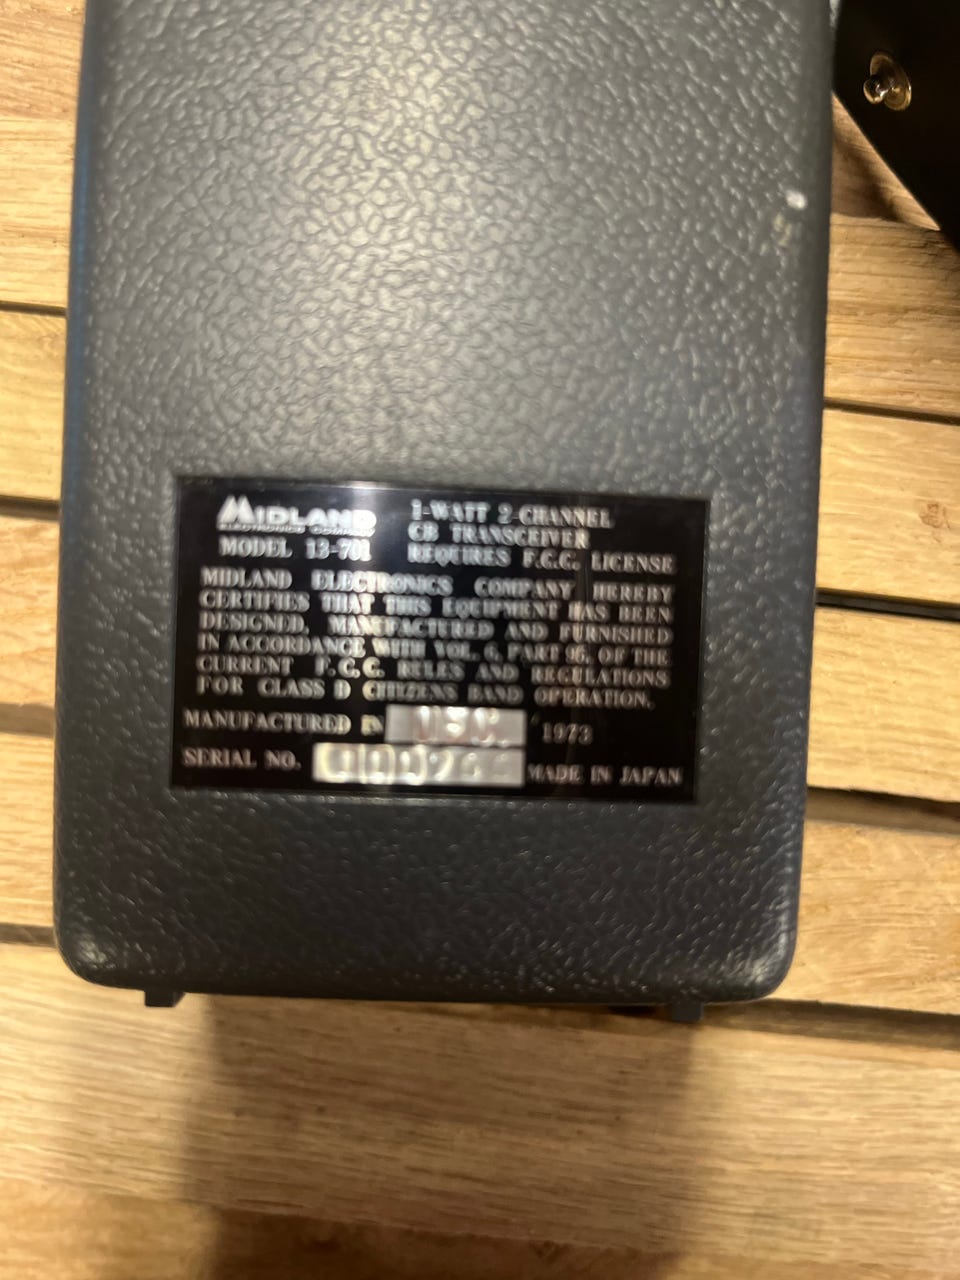 MIDLAND
ELECTRONICS COMPANY
MODEL 13-701
1-WATT 2-CHANNEL
CB TRANSCEIVER
REQUIRES F.C.C. LICENSE
MIDLAND ELECTRONICS COMPANY HEREBY
CERTIFIES THAT THIS EQUIPMENT HAS BEEN
DESIGNED, MANUFACTURED AND FURNISHED
IN ACCORDANCE WITH VOL. 6, PART 95, OF THE
CURRENT F.C.C. RULES AND REGULATIONS
FOR CLASS D CITIZENS BAND OPERATION.
MANUFACTURED IN 1973
SERIAL NO. MADE IN JAPAN